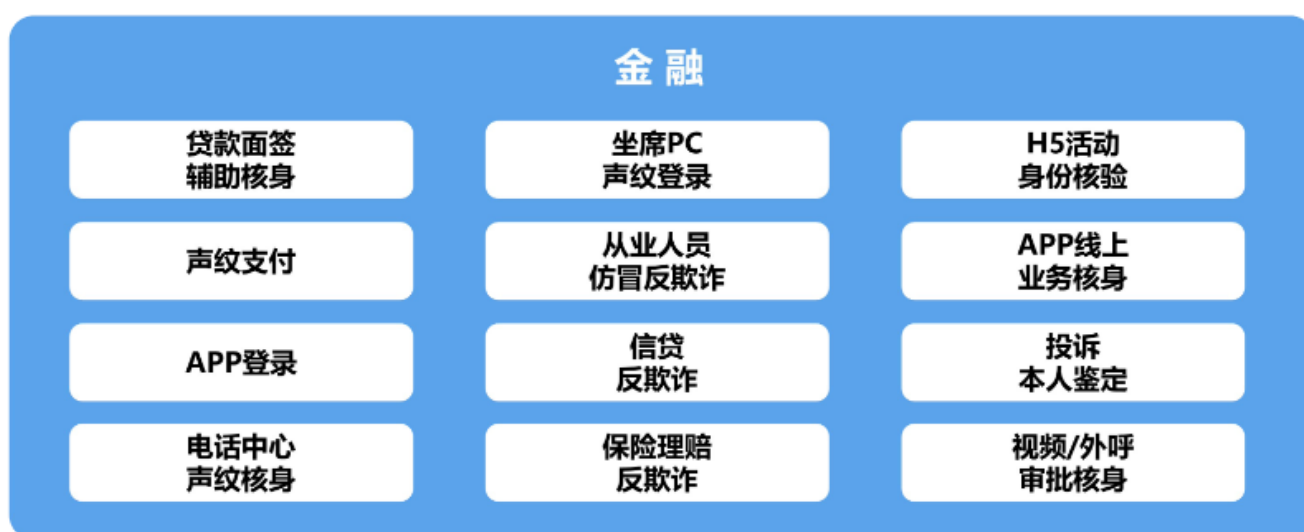 金融
贷款面签
辅助核身
坐席PC
声纹登录
H5活动
身份核验
声纹支付
从业人员
仿冒反欺诈
APP线上
业务核身
APP登录
信贷
反欺诈
投诉
本人鉴定
电话中心
声纹核身
保险理赔
反欺诈
视频/外呼
审批核身